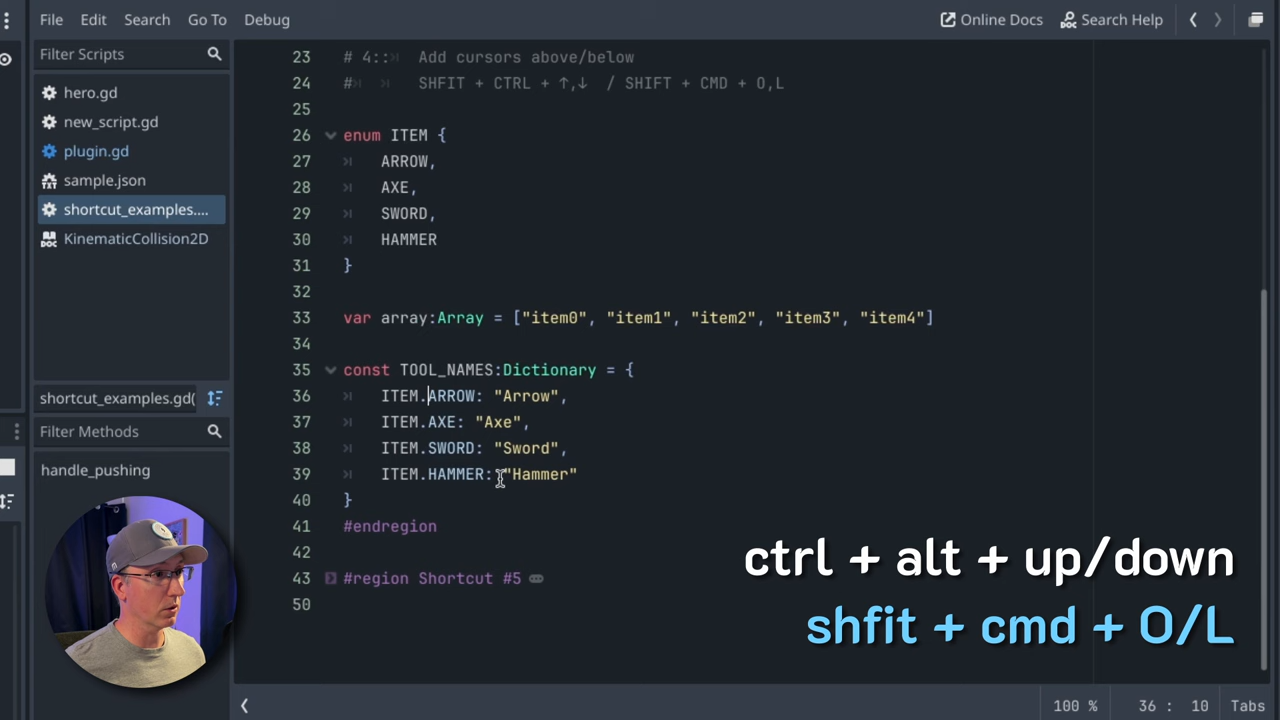 File Edit Search Go To Debug Online Docs Search Help
Filter Scripts
hero.gd
new_script.gd
plugin.gd
sample.json
shortcut_examples....
KinematicCollision2D
shortcut_examples.gd(
Filter Methods
handle_pushing
23 # 4:: Add cursors above/below
24 # SHFIT + CTRL + ↑,↓ / SHIFT + CMD + O,L
25
26 enum ITEM {
27 ARROW,
28 AXE,
29 SWORD,
30 HAMMER
31 }
32
33 var array:Array = ["item0", "item1", "item2", "item3", "item4"]
34
35 const TOOL_NAMES:Dictionary = {
36 ITEM.ARROW: "Arrow",
37 ITEM.AXE: "Axe",
38 ITEM.SWORD: "Sword",
39 ITEM.HAMMER: "Hammer"
40 }
41 #endregion
42
43 #region Shortcut #5
50
ctrl + alt + up/down
shfit + cmd + O/L
100 % 36 : 10 Tabs